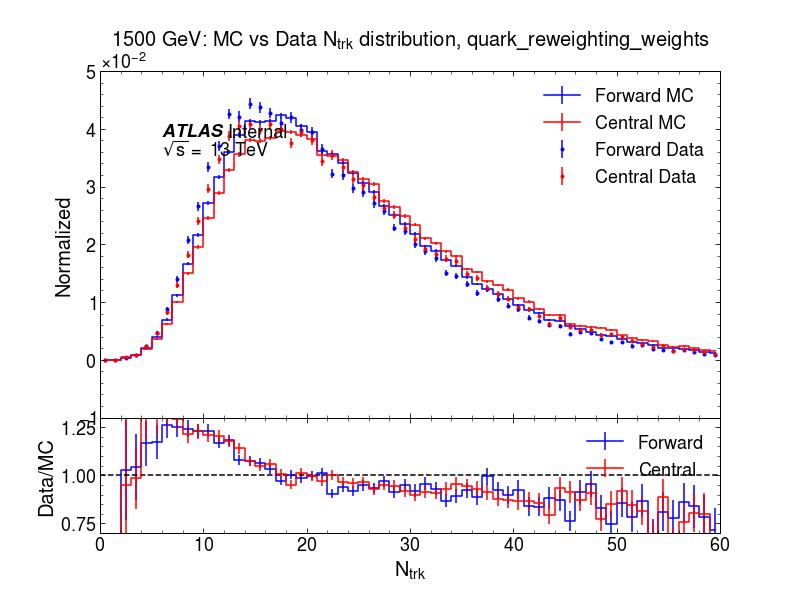 1500 GeV: MC vs Data N_trk distribution, quark_reweighting_weights
×10⁻²
5
4
3
2
1
0
−1
Normalized
ATLAS Internal
√s = 13 TeV
Forward MC
Central MC
Forward Data
Central Data
1.25
1.00
0.75
Data/MC
Forward
Central
0 10 20 30 40 50 60
N_trk